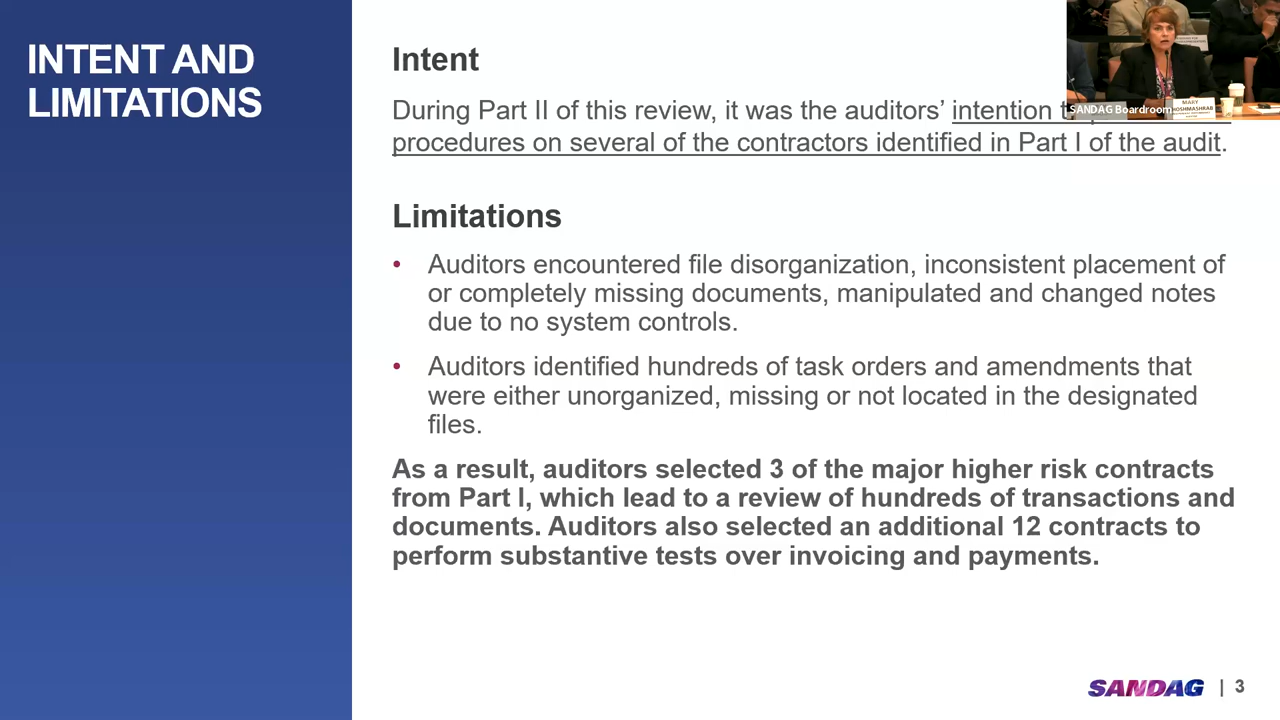 INTENT AND
LIMITATIONS
Intent
During Part II of this review, it was the auditors’ intention
procedures on several of the contractors identified in Part I of the audit.
Limitations
• Auditors encountered file disorganization, inconsistent placement of
or completely missing documents, manipulated and changed notes
due to no system controls.
• Auditors identified hundreds of task orders and amendments that
were either unorganized, missing or not located in the designated
files.
As a result, auditors selected 3 of the major higher risk contracts
from Part I, which lead to a review of hundreds of transactions and
documents. Auditors also selected an additional 12 contracts to
perform substantive tests over invoicing and payments.
SANDAG Boardroom
MARY
KHOSHMASHRAB
SANDAG | 3